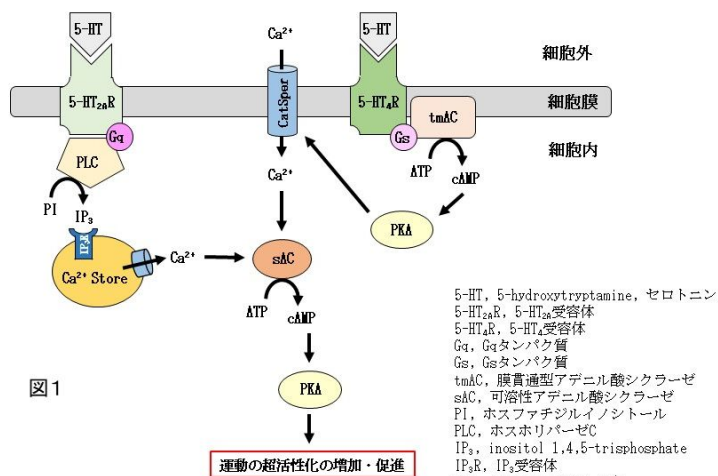 5-HT
Ca²⁺
5-HT
細胞外
5-HT₂ₐR
CatSper
5-HT₄R
tmAC
細胞膜
Gq
Gs
細胞内
PLC
ATP
cAMP
Ca²⁺
PI
IP₃
PKA
IP₃R
Ca²⁺ Store
Ca²⁺
sAC
ATP
cAMP
図1
PKA
運動の超活性化の増加・促進
5-HT, 5-hydroxytryptamine, セロトニン
5-HT₂ₐR, 5-HT₂ₐ受容体
5-HT₄R, 5-HT₄受容体
Gq, Gqタンパク質
Gs, Gsタンパク質
tmAC, 膜貫通型アデニル酸シクラーゼ
sAC, 可溶性アデニル酸シクラーゼ
PI, ホスファチジルイノシトール
PLC, ホスホリパーゼC
IP₃, inositol 1,4,5-trisphosphate
IP₃R, IP₃受容体